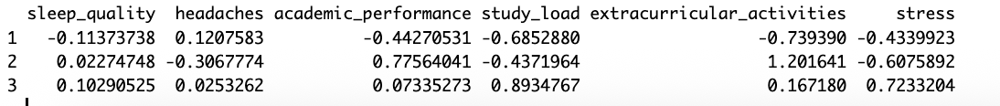 sleep_quality headaches academic_performance study_load extracurricular_activities stress
1 -0.11373738 0.1207583 -0.44270531 -0.6852880 -0.739390 -0.4339923
2 0.02274748 -0.3067774 0.77564041 -0.4371964 1.201641 -0.6075892
3 0.10290525 0.0253262 0.07335273 0.8934767 0.167180 0.7233204